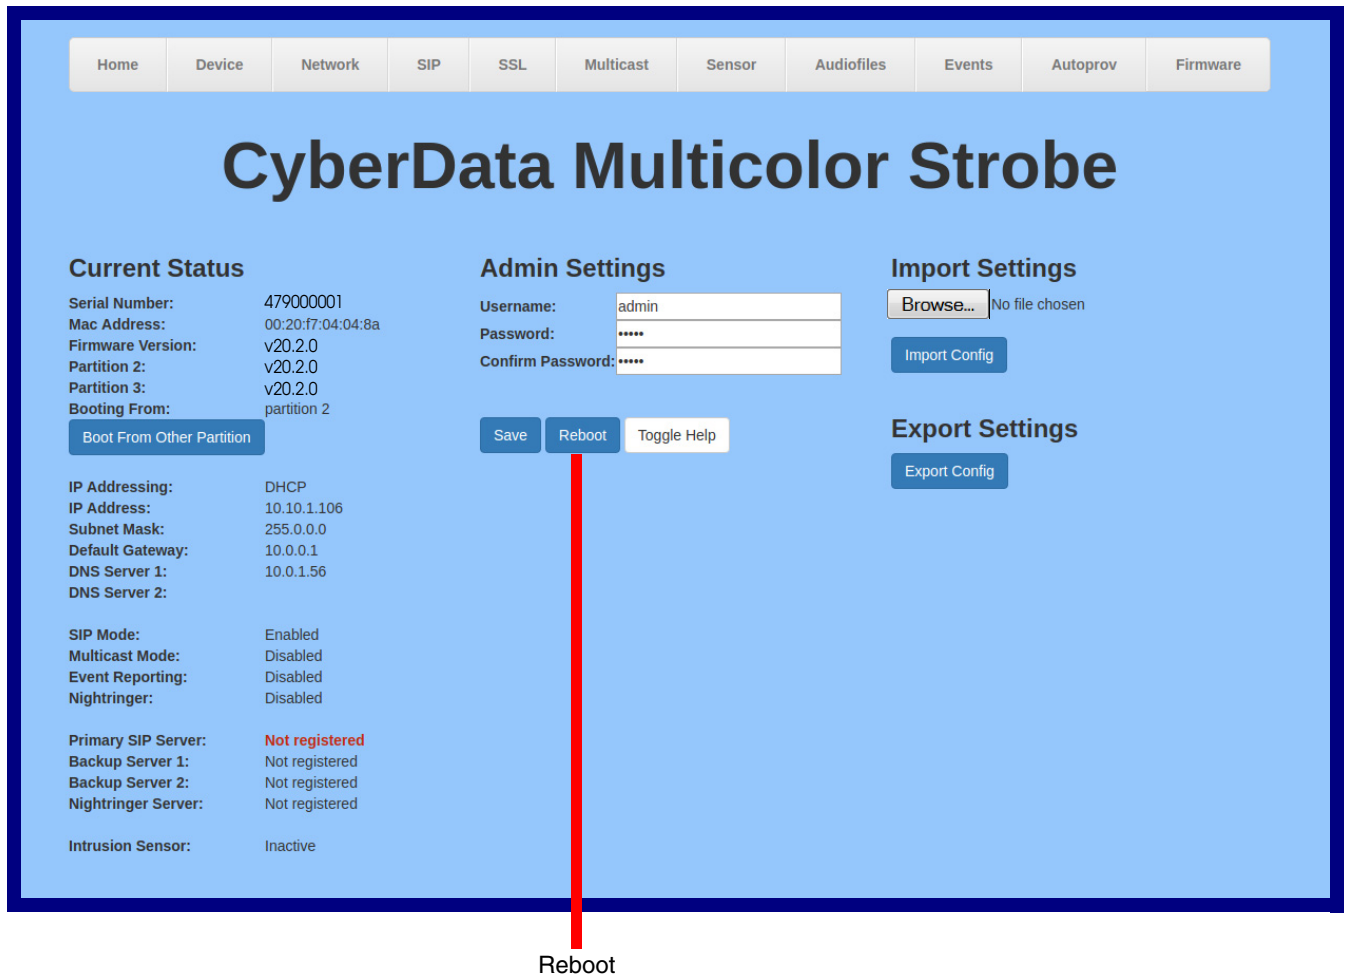 Home Device Network SIP SSL Multicast Sensor Audiofiles Events Autoprov Firmware
CyberData Multicolor Strobe
Current Status
Serial Number: 479000001
Mac Address: 00:20:f7:04:04:8a
Firmware Version: v20.2.0
Partition 2: v20.2.0
Partition 3: v20.2.0
Booting From: partition 2
Boot From Other Partition
IP Addressing: DHCP
IP Address: 10.10.1.106
Subnet Mask: 255.0.0.0
Default Gateway: 10.0.0.1
DNS Server 1: 10.0.1.56
DNS Server 2:
SIP Mode: Enabled
Multicast Mode: Disabled
Event Reporting: Disabled
Nightringer: Disabled
Primary SIP Server: Not registered
Backup Server 1: Not registered
Backup Server 2: Not registered
Nightringer Server: Not registered
Intrusion Sensor: Inactive
Admin Settings
Username: admin
Password: •••••
Confirm Password: •••••
Save Reboot Toggle Help
Import Settings
Browse... No file chosen
Import Config
Export Settings
Export Config
Reboot